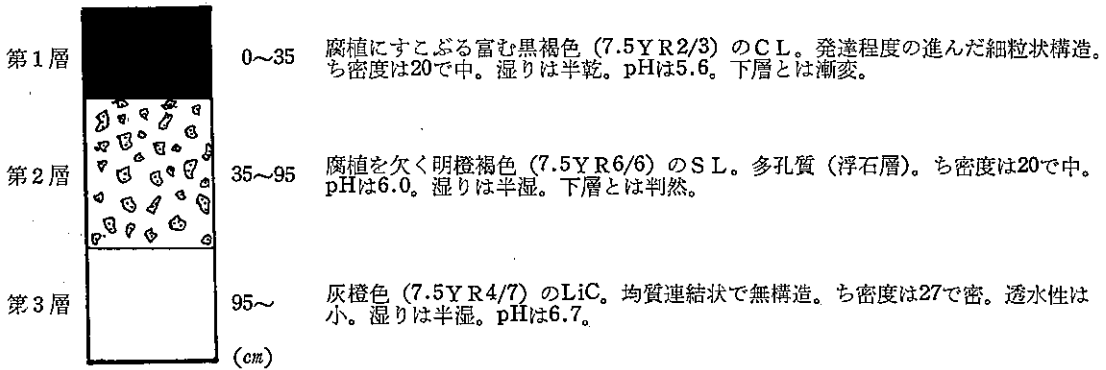 第1層 0~35 腐植にすこぶる富む黒褐色 (7.5YR2/3) のCL。発達程度の進んだ細粒状構造。
ち密度は20で中。湿りは半乾。pHは5.6。下層とは漸変。
第2層 35~95 腐植を欠く明橙褐色 (7.5YR6/6) のSL。多孔質 (浮石層)。ち密度は20で中。
pHは6.0。湿りは半湿。下層とは判然。
第3層 95~ 灰橙色 (7.5YR4/7) のLiC。均質連結状で無構造。ち密度は27で密。透水性は
小。湿りは半湿。pHは6.7。
(cm)